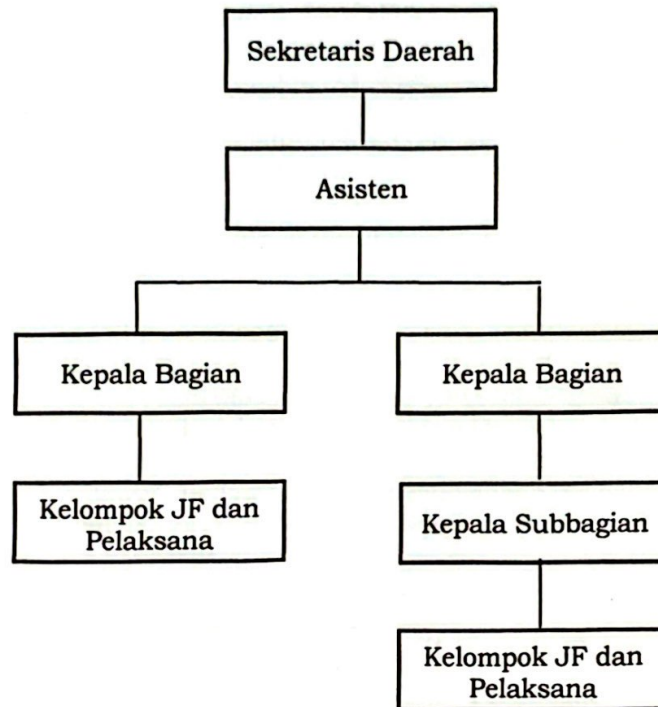 Sekretaris Daerah
Asisten
Kepala Bagian
Kepala Bagian
Kelompok JF dan
Pelaksana
Kepala Subbagian
Kelompok JF dan
Pelaksana